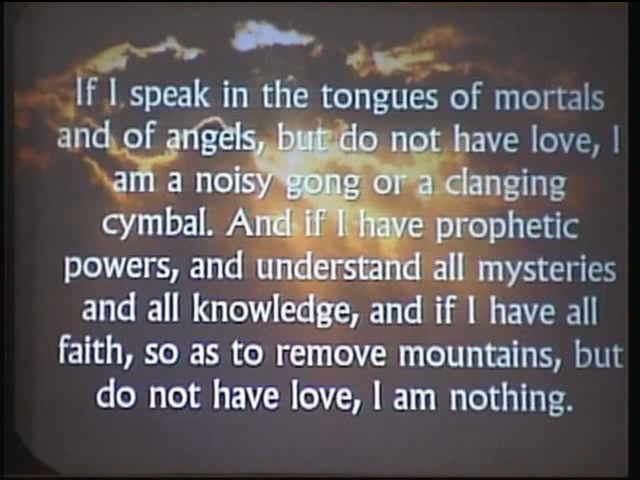 If I speak in the tongues of mortals
and of angels, but do not have love, I
am a noisy gong or a clanging
cymbal. And if I have prophetic
powers, and understand all mysteries
and all knowledge, and if I have all
faith, so as to remove mountains, but
do not have love, I am nothing.